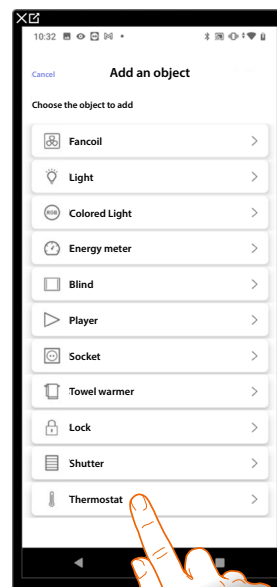 10:32
Cancel
Add an object
Choose the object to add
Fancoil
Light
RGB
Colored Light
Energy meter
Blind
Player
Socket
Towel warmer
Lock
Shutter
Thermostat